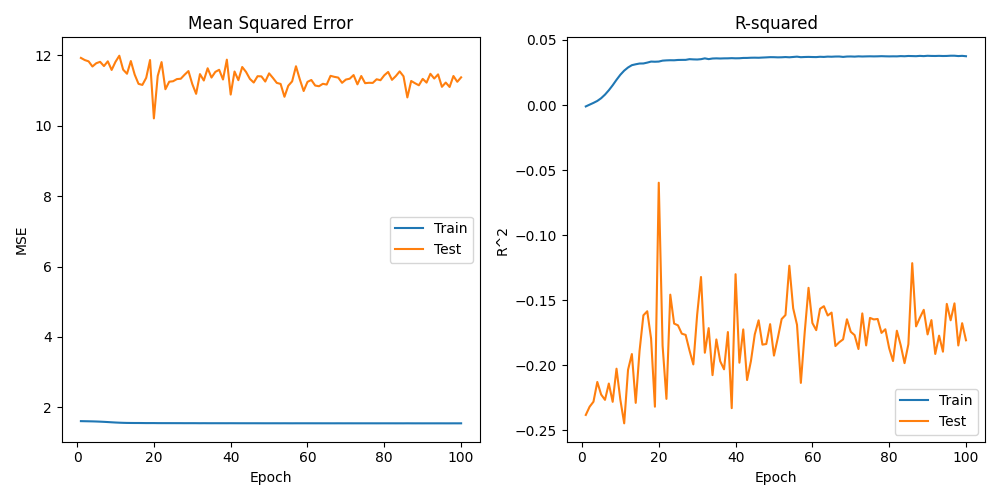 Mean Squared Error
12
10
8
6
4
2
MSE
0
20
40
60
80
100
Epoch
Train
Test
R-squared
0.05
0.00
−0.05
−0.10
−0.15
−0.20
−0.25
R^2
0
20
40
60
80
100
Epoch
Train
Test